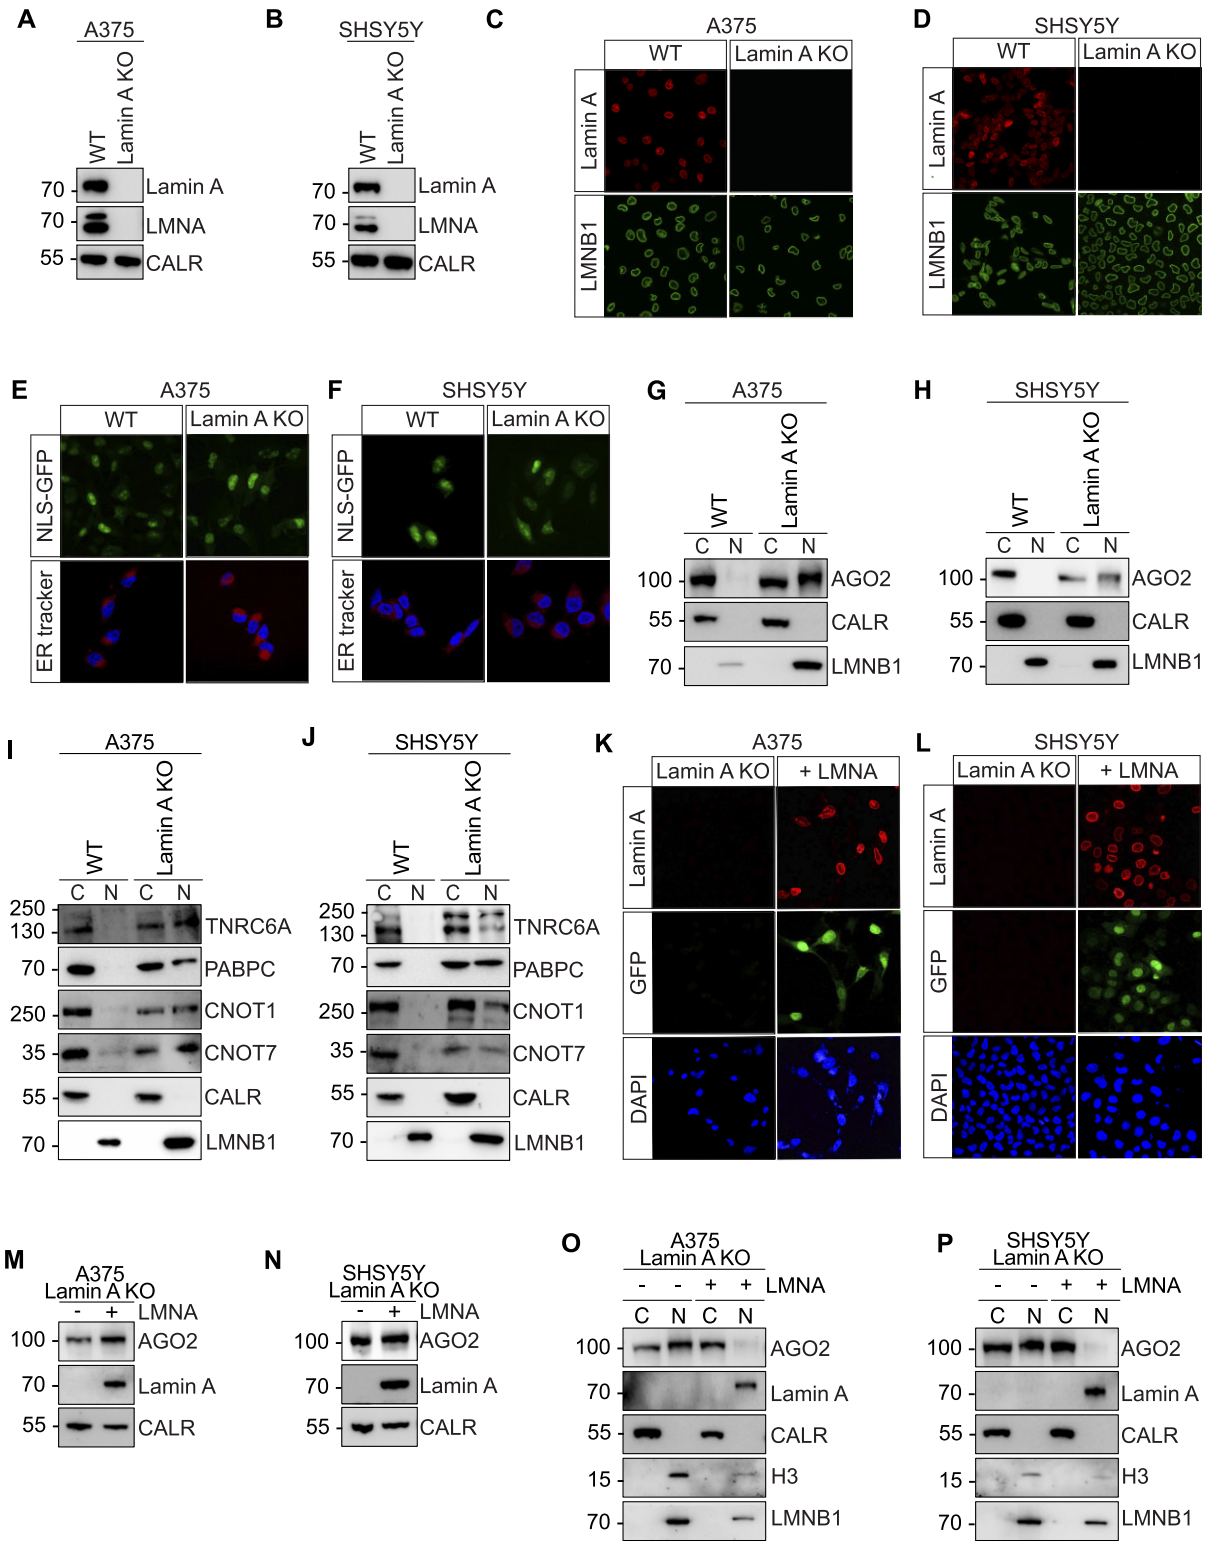 A
A375
WT
Lamin A KO
70
Lamin A
70
LMNA
55
CALR
B
SHSY5Y
WT
Lamin A KO
70
Lamin A
70
LMNA
55
CALR
C
A375
WT
Lamin A KO
Lamin A
LMNB1
D
SHSY5Y
WT
Lamin A KO
Lamin A
LMNB1
E
A375
WT
Lamin A KO
NLS-GFP
ER tracker
F
SHSY5Y
WT
Lamin A KO
NLS-GFP
ER tracker
G
A375
WT
Lamin A KO
C N C N
100
AGO2
55
CALR
70
LMNB1
H
SHSY5Y
WT
Lamin A KO
C N C N
100
AGO2
55
CALR
70
LMNB1
I
A375
WT
Lamin A KO
C N C N
250
130
TNRC6A
70
PABPC
250
CNOT1
35
CNOT7
55
CALR
70
LMNB1
J
SHSY5Y
WT
Lamin A KO
C N C N
250
130
TNRC6A
70
PABPC
250
CNOT1
35
CNOT7
55
CALR
70
LMNB1
K
A375
Lamin A KO
+ LMNA
Lamin A
GFP
DAPI
L
SHSY5Y
Lamin A KO
+ LMNA
Lamin A
GFP
DAPI
M
A375
Lamin A KO
- + LMNA
100
AGO2
70
Lamin A
55
CALR
N
SHSY5Y
Lamin A KO
- + LMNA
100
AGO2
70
Lamin A
55
CALR
O
A375
Lamin A KO
- - + + LMNA
C N C N
100
AGO2
70
Lamin A
55
CALR
15
H3
70
LMNB1
P
SHSY5Y
Lamin A KO
- - + + LMNA
C N C N
100
AGO2
70
Lamin A
55
CALR
15
H3
70
LMNB1